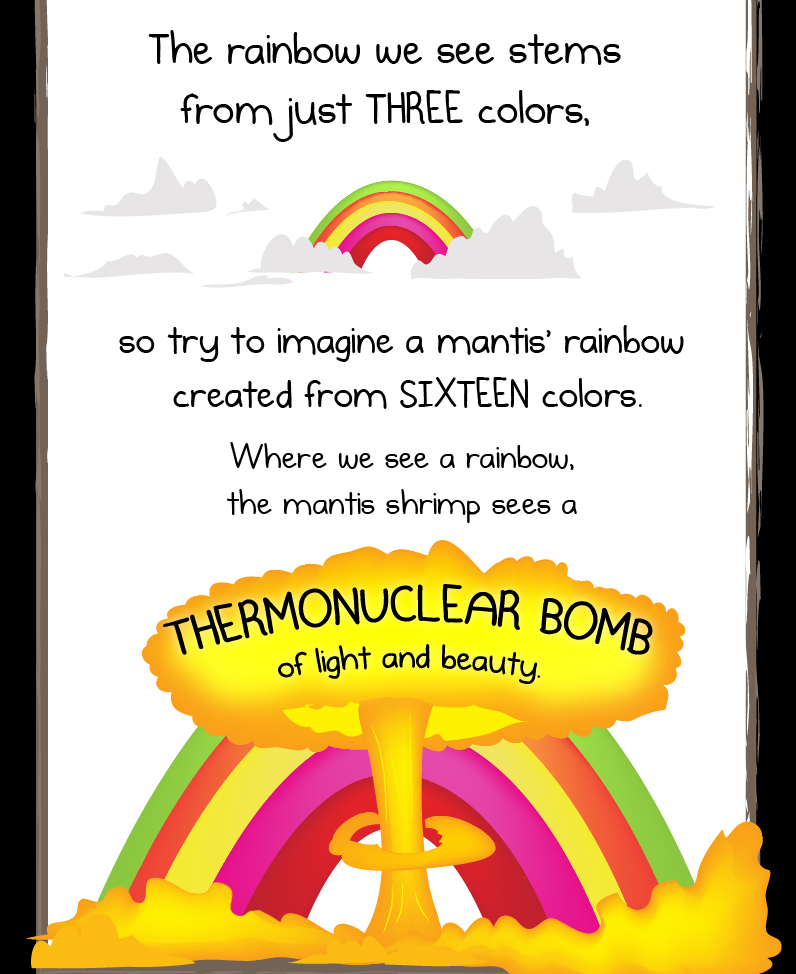 The rainbow we see stems
from just THREE colors,
so try to imagine a mantis' rainbow
created from SIXTEEN colors.
Where we see a rainbow,
the mantis shrimp sees a
THERMONUCLEAR BOMB
of light and beauty.